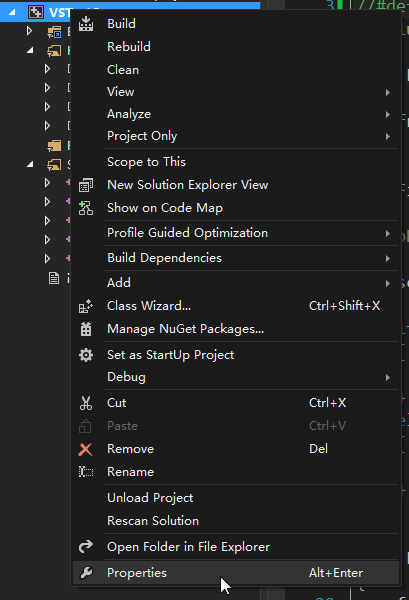 VST
3
//#de
Build
Rebuild
Clean
View
Analyze
Project Only
Scope to This
New Solution Explorer View
Show on Code Map
Profile Guided Optimization
Build Dependencies
Add
Class Wizard... Ctrl+Shift+X
Manage NuGet Packages...
Set as StartUp Project
Debug
Cut Ctrl+X
Paste Ctrl+V
Remove Del
Rename
Unload Project
Rescan Solution
Open Folder in File Explorer
Properties Alt+Enter